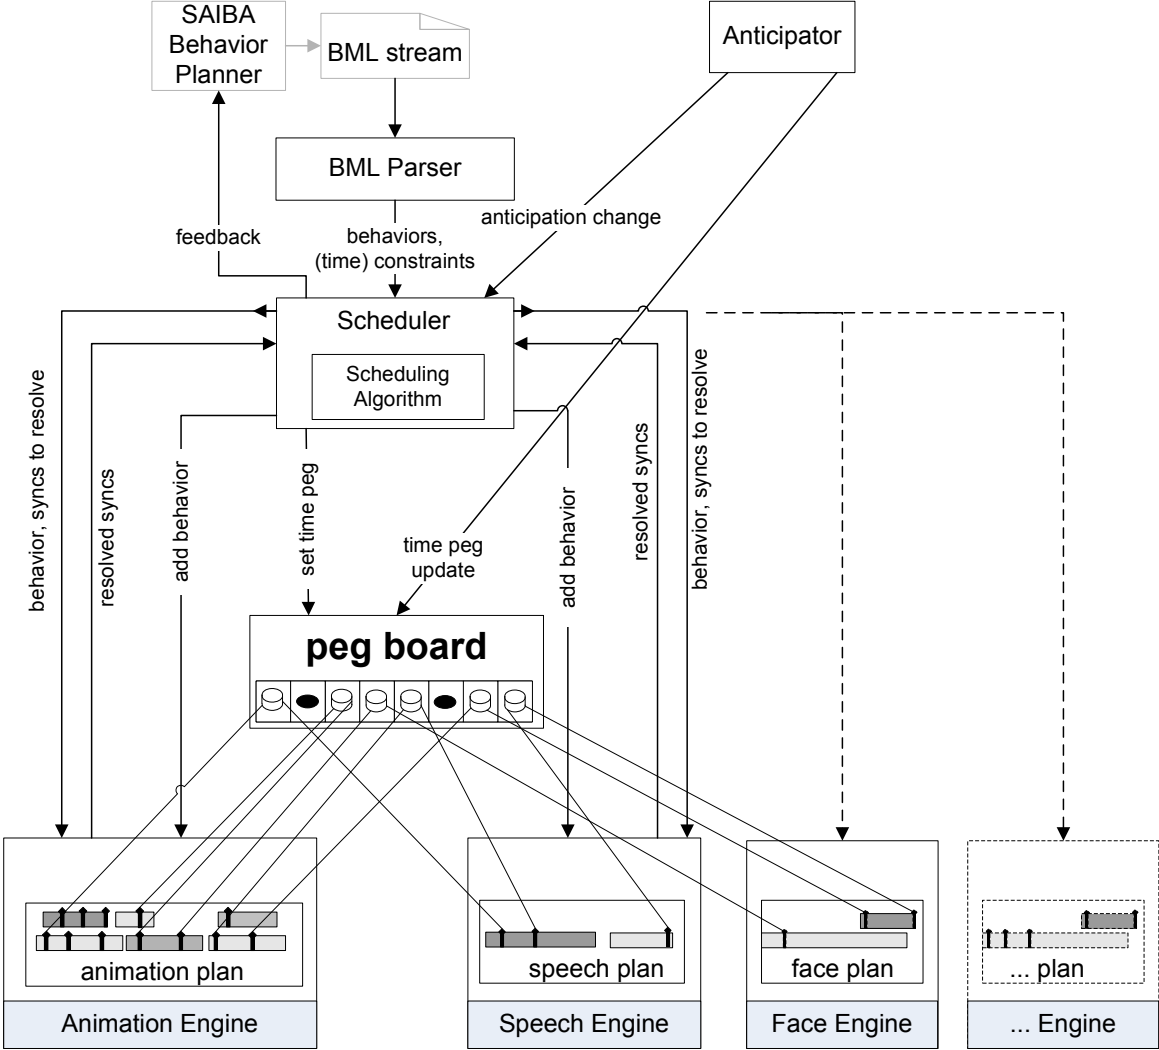 SAIBA
Behavior
Planner
BML stream
Anticipator
BML Parser
anticipation change
feedback
behaviors,
(time) constraints
Scheduler
Scheduling
Algorithm
behavior, syncs to resolve
resolved syncs
add behavior
set time peg
time peg
update
add behavior
resolved syncs
behavior, syncs to resolve
peg board
animation plan
speech plan
face plan
... plan
Animation Engine
Speech Engine
Face Engine
... Engine